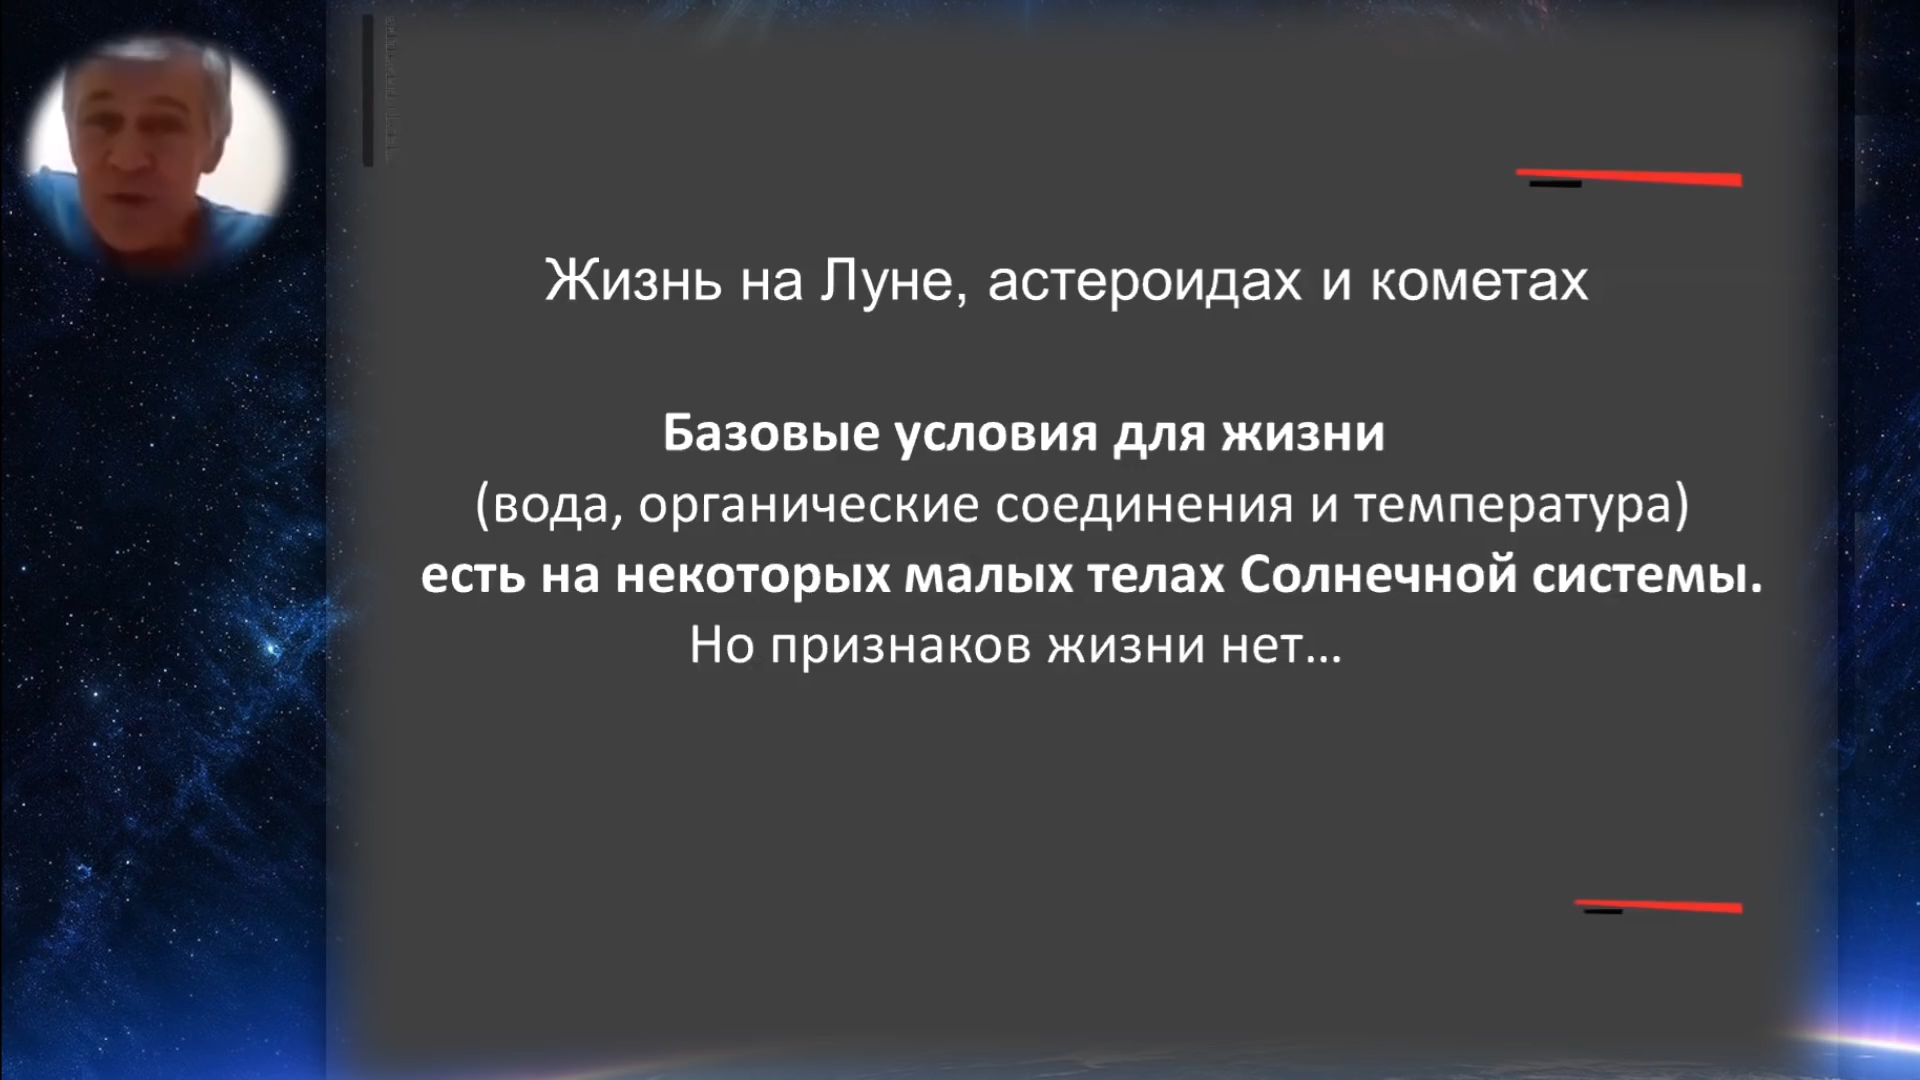 Жизнь на Луне, астероидах и кометах
Базовые условия для жизни
(вода, органические соединения и температура)
есть на некоторых малых телах Солнечной системы.
Но признаков жизни нет...